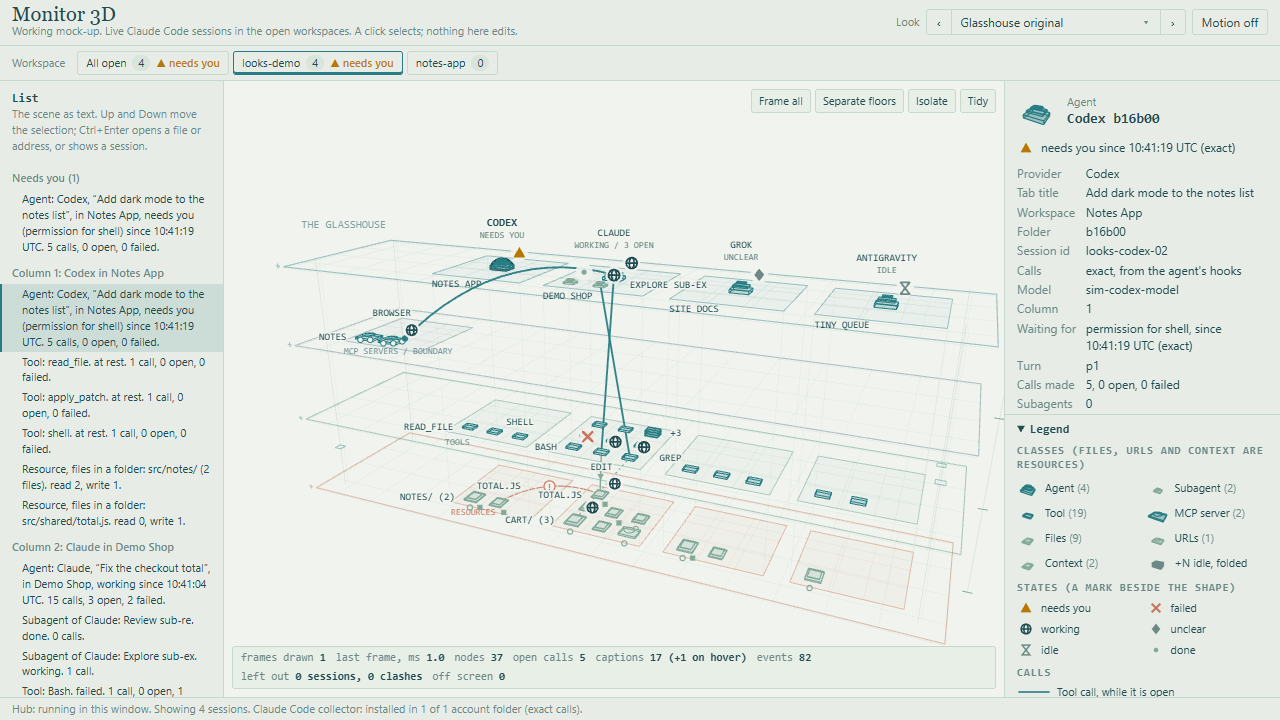 Monitor 3D
Working mock-up. Live Claude Code sessions in the open workspaces. A click selects; nothing here edits.
Look
‹
Glasshouse original
›
Motion off
Workspace
All open 4 needs you
looks-demo 4 needs you
notes-app 0
List
The scene as text. Up and Down move
the selection; Ctrl+Enter opens a file or
address, or shows a session.
Needs you (1)
Agent: Codex, "Add dark mode to the
notes list", in Notes App, needs you
(permission for shell) since 10:41:19
UTC. 5 calls, 0 open, 0 failed.
Column 1: Codex in Notes App
Agent: Codex, "Add dark mode to the
notes list", in Notes App, needs you
(permission for shell) since 10:41:19
UTC. 5 calls, 0 open, 0 failed.
Tool: read_file. at rest. 1 call, 0 open, 0
failed.
Tool: apply_patch. at rest. 1 call, 0
open, 0 failed.
Tool: shell. at rest. 1 call, 0 open, 0
failed.
Resource, files in a folder: src/notes/ (2
files). read 2, write 1.
Resource, files in a folder:
src/shared/total.js. read 0, write 1.
Column 2: Claude in Demo Shop
Agent: Claude, "Fix the checkout total",
in Demo Shop, working since 10:41:04
UTC. 15 calls, 3 open, 2 failed.
Subagent of Claude: Review sub-re.
done. 0 calls.
Subagent of Claude: Explore sub-ex.
working. 1 call.
Tool: Bash. failed. 1 call, 0 open, 1
Frame all
Separate floors
Isolate
Tidy
THE GLASSHOUSE
CODEX
NEEDS YOU
CLAUDE
WORKING / 3 OPEN
GROK
UNCLEAR
ANTIGRAVITY
IDLE
NOTES APP
DEMO SHOP
EXPLORE SUB-EX
SITE DOCS
TINY QUEUE
BROWSER
NOTES
MCP SERVERS / BOUNDARY
READ_FILE
SHELL
TOOLS
BASH
+3
GREP
EDIT
TOTAL.JS
TOTAL.JS
NOTES/ (2)
RESOURCES
CART/ (3)
frames drawn 1 last frame, ms 1.0 nodes 37 open calls 5 captions 17 (+1 on hover) events 82
left out 0 sessions, 0 clashes off screen 0
Agent
Codex b16b00
needs you since 10:41:19 UTC (exact)
Provider Codex
Tab title Add dark mode to the notes list
Workspace Notes App
Folder b16b00
Session id looks-codex-02
Calls exact, from the agent's hooks
Model sim-codex-model
Column 1
Waiting for permission for shell, since
10:41:19 UTC (exact)
Turn p1
Calls made 5, 0 open, 0 failed
Subagents 0
▼ Legend
CLASSES (FILES, URLS AND CONTEXT ARE
RESOURCES)
Agent (4) Subagent (2)
Tool (19) MCP server (2)
Files (9) URLs (1)
Context (2) +N idle, folded
STATES (A MARK BESIDE THE SHAPE)
needs you failed
working unclear
idle done
CALLS
Tool call, while it is open
Hub: running in this window. Showing 4 sessions. Claude Code collector: installed in 1 of 1 account folder (exact calls).